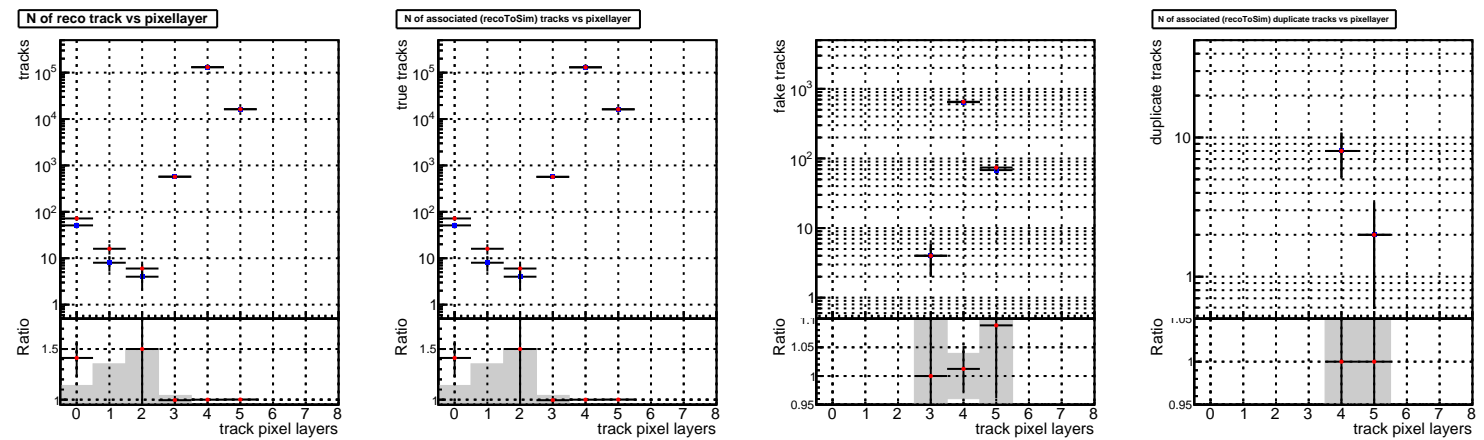 N of reco track vs pixellayer
tracks
10^5
10^4
10^3
10^2
10
1
Ratio
1.5
1
0 1 2 3 4 5 6 7 8
track pixel layers
N of associated (recoToSim) tracks vs pixellayer
true tracks
10^5
10^4
10^3
10^2
10
1
Ratio
1.5
1
0 1 2 3 4 5 6 7 8
track pixel layers
fake tracks
10^3
10^2
10
1
Ratio
1.1
1.05
1
0.95
0 1 2 3 4 5 6 7 8
track pixel layers
N of associated (recoToSim) duplicate tracks vs pixellayer
duplicate tracks
10
1
Ratio
1.05
1
0.95
0 1 2 3 4 5 6 7 8
track pixel layers